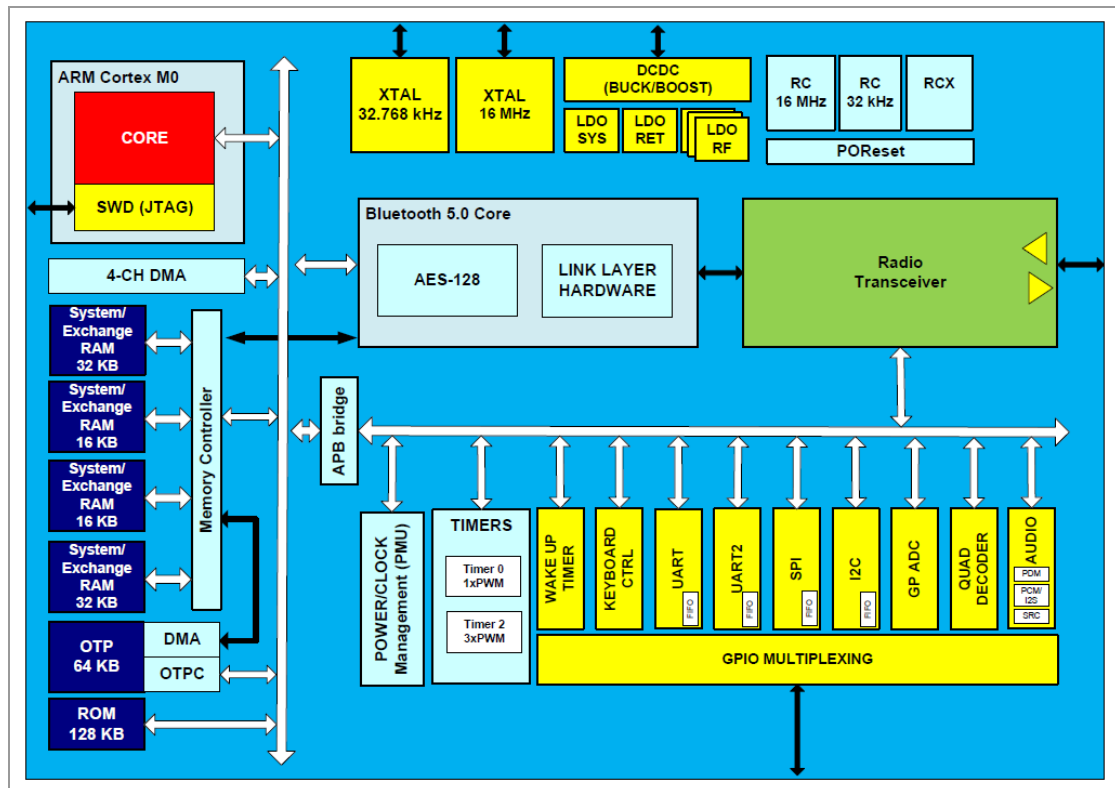 ARM Cortex M0
CORE
SWD (JTAG)
XTAL
32.768 kHz
XTAL
16 MHz
DCDC
(BUCK/BOOST)
LDO
SYS
LDO
RET
LDO
RF
RC
16 MHz
RC
32 kHz
RCX
POReset
4-CH DMA
Bluetooth 5.0 Core
AES-128
LINK LAYER
HARDWARE
Radio
Transceiver
System/
Exchange
RAM
32 KB
System/
Exchange
RAM
16 KB
System/
Exchange
RAM
16 KB
System/
Exchange
RAM
32 KB
Memory Controller
OTP
64 KB
DMA
OTPC
ROM
128 KB
APB bridge
POWER/CLOCK
Management (PMU)
TIMERS
Timer 0
1xPWM
Timer 2
3xPWM
WAKE UP
TIMER
KEYBOARD
CTRL
UART
FIFO
UART2
FIFO
SPI
FIFO
I2C
FIFO
GP ADC
QUAD
DECODER
AUDIO
PDM
PCM/
I2S
SRC
GPIO MULTIPLEXING